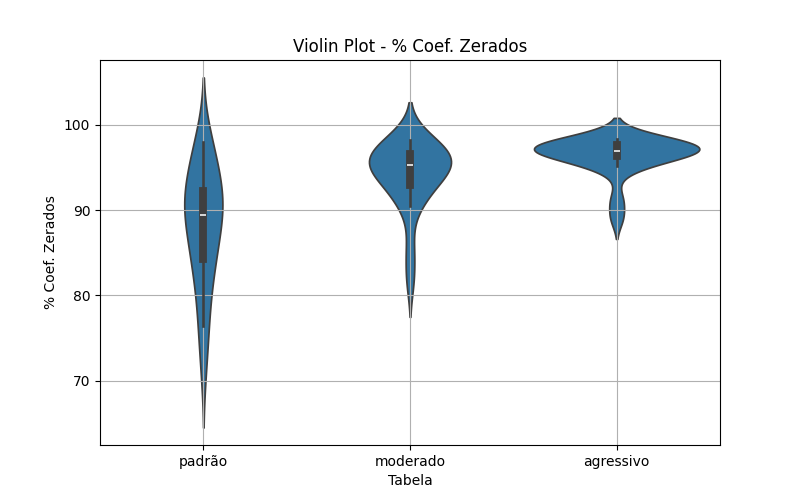 Violin Plot - % Coef. Zerados
% Coef. Zerados
100
90
80
70
padrão moderado agressivo
Tabela